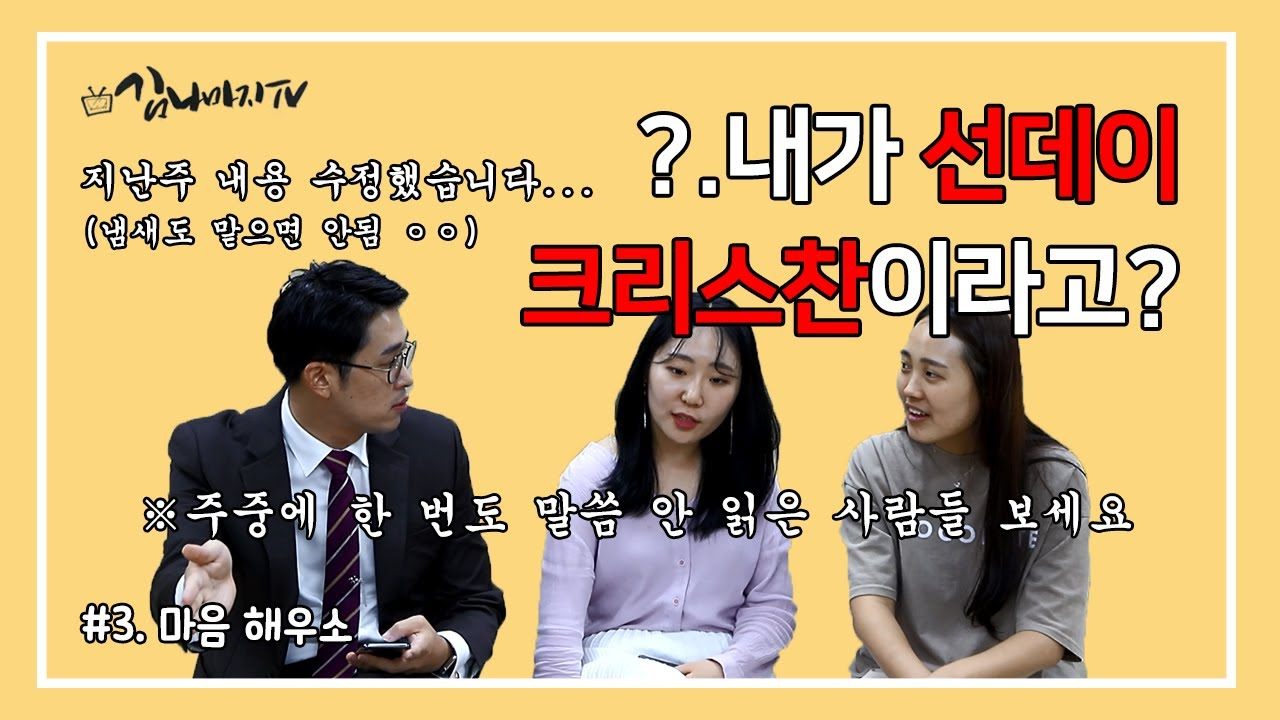 김나마지TV
?.내가 선데이
크리스찬이라고?
지난주 내용 수정했습니다...
(냄새도 맡으면 안됨 ㅇㅇ)
※주중에 한 번도 말씀 안 읽은 사람들 보세요
#3. 마음 해우소